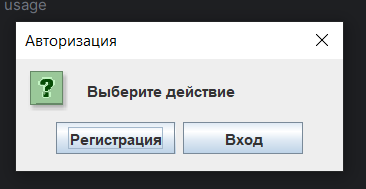 usage
Авторизация
?
Выберите действие
Регистрация Вход